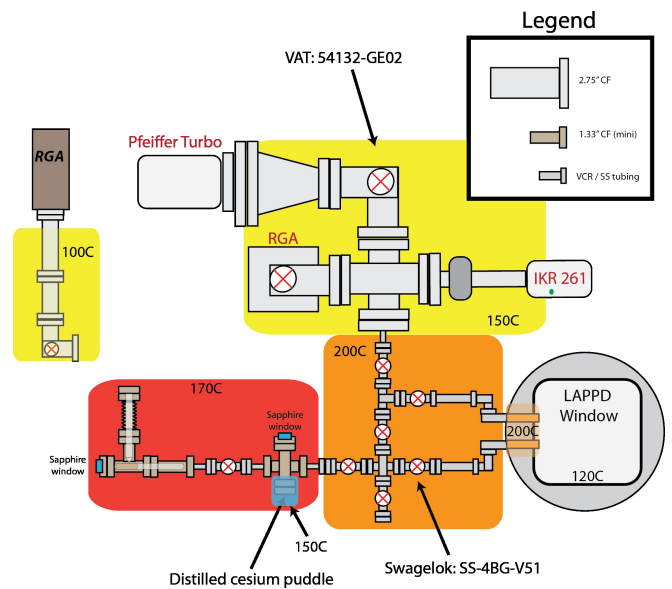 Legend
2.75" CF
1.33" CF (mini)
VCR / SS tubing
VAT: 54132-GE02
Pfeiffer Turbo
RGA
100C
RGA
IKR 261
150C
200C
170C
Sapphire
window
Sapphire
window
LAPPD
Window
200C
120C
150C
Distilled cesium puddle
Swagelok: SS-4BG-V51